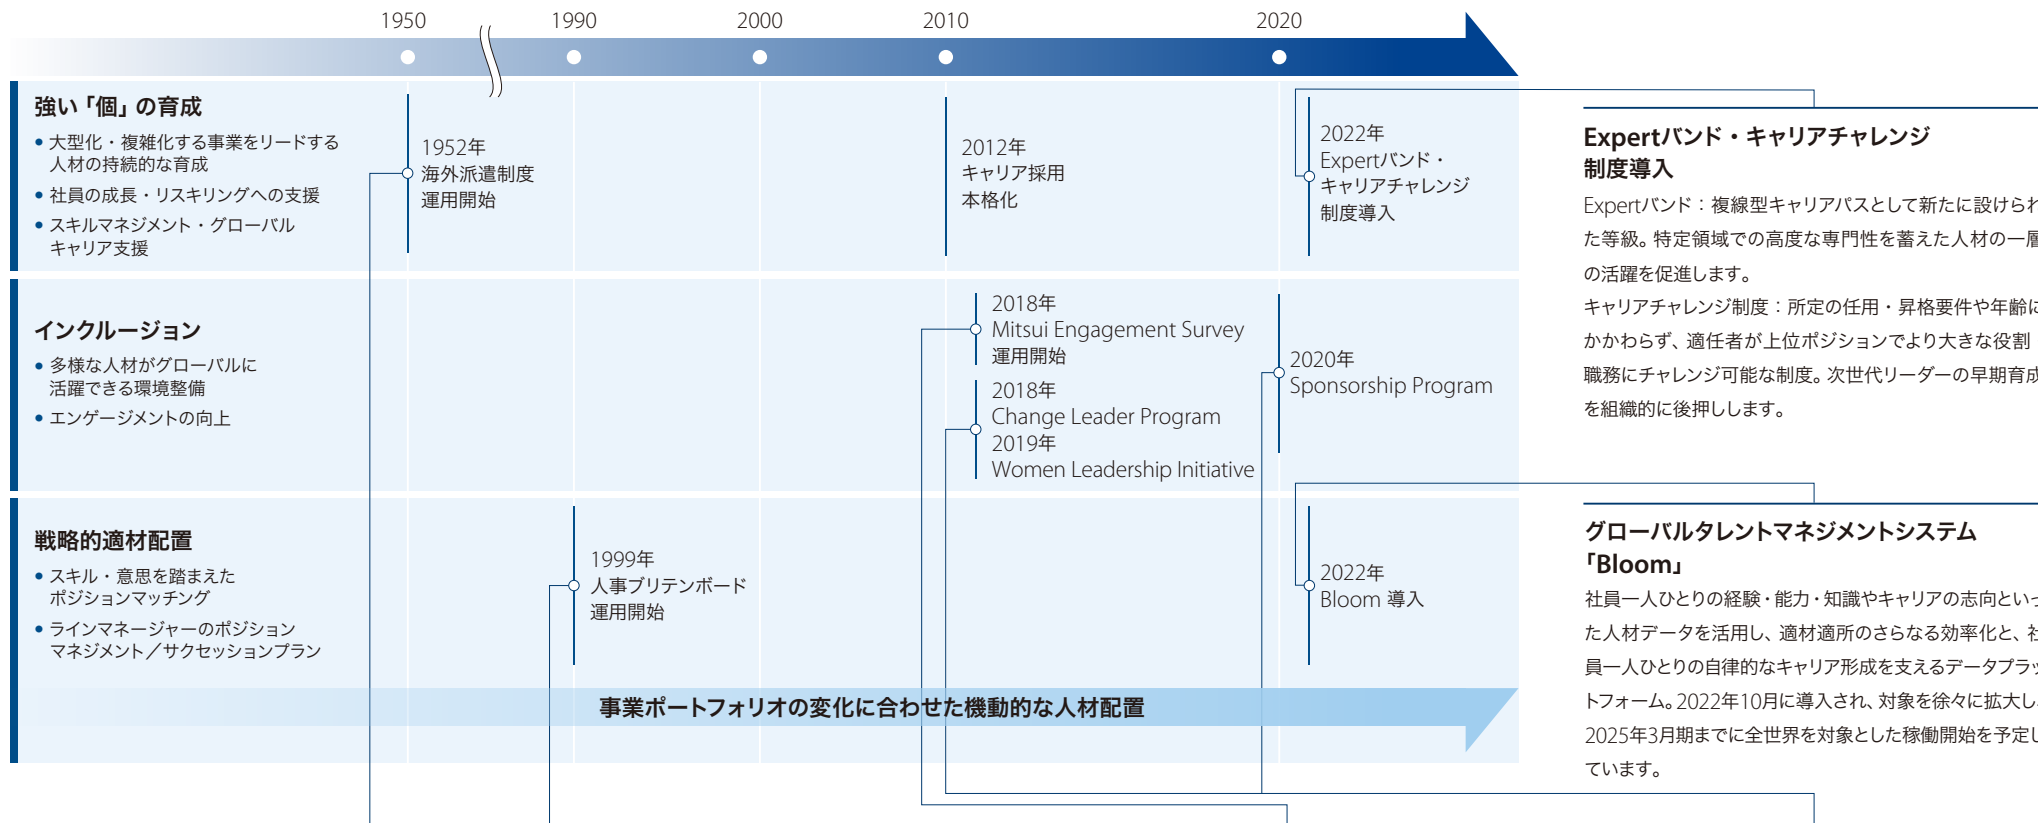 1950
1990
2000
2010
2020
強い「個」の育成
• 大型化・複雑化する事業をリードする
人材の持続的な育成
• 社員の成長・リスキリングへの支援
• スキルマネジメント・グローバル
キャリア支援
1952年
海外派遣制度
運用開始
2012年
キャリア採用
本格化
2022年
Expertバンド・
キャリアチャレンジ
制度導入
インクルージョン
• 多様な人材がグローバルに
活躍できる環境整備
• エンゲージメントの向上
2018年
Mitsui Engagement Survey
運用開始
2018年
Change Leader Program
2019年
Women Leadership Initiative
2020年
Sponsorship Program
戦略的適材配置
• スキル・意思を踏まえた
ポジションマッチング
• ラインマネージャーのポジション
マネジメント／サクセッションプラン
1999年
人事ブリテンボード
運用開始
2022年
Bloom 導入
事業ポートフォリオの変化に合わせた機動的な人材配置
Expertバンド・キャリアチャレンジ
制度導入
Expertバンド：複線型キャリアパスとして新たに設けられ
た等級。特定領域での高度な専門性を蓄えた人材の一層
の活躍を促進します。
キャリアチャレンジ制度：所定の任用・昇格要件や年齢に
かかわらず、適任者が上位ポジションでより大きな役割
職務にチャレンジ可能な制度。次世代リーダーの早期育成
を組織的に後押しします。
グローバルタレントマネジメントシステム
「Bloom」
社員一人ひとりの経験・能力・知識やキャリアの志向といっ
た人材データを活用し、適材適所のさらなる効率化と、社
員一人ひとりの自律的なキャリア形成を支えるデータプラッ
トフォーム。2022年10月に導入され、対象を徐々に拡大し、
2025年3月期までに全世界を対象とした稼働開始を予定し
ています。